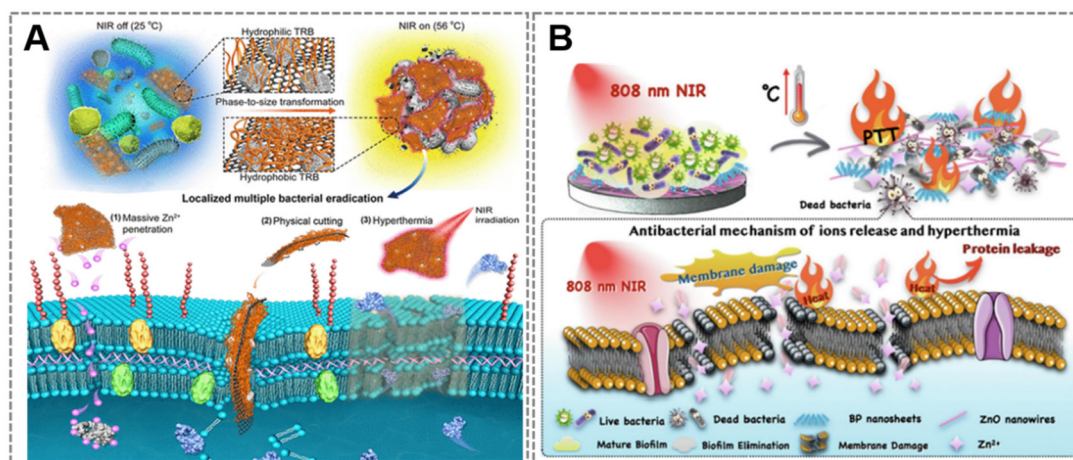 A
NIR off (25 °C)
NIR on (56 °C)
Hydrophilic TRB
Phase-to-size transformation
Hydrophobic TRB
Localized multiple bacterial eradication
(1) Massive Zn²⁺
penetration
(2) Physical cutting
(3) Hyperthermia
NIR
irradiation
B
808 nm NIR
°C
PTT
Dead bacteria
Antibacterial mechanism of ions release and hyperthermia
808 nm NIR
Membrane damage
Heat
Heat
Protein leakage
Live bacteria
Dead bacteria
BP nanosheets
ZnO nanowires
Mature Biofilm
Biofilm Elimination
Membrane Damage
Zn²⁺